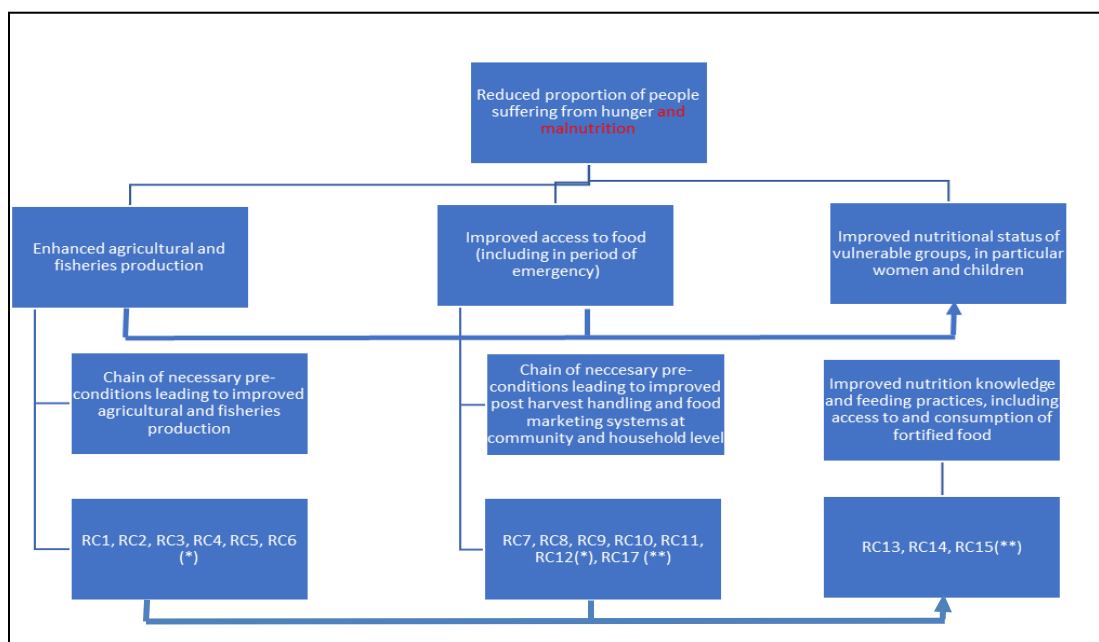 Reduced proportion of people
suffering from hunger and
malnutrition
Enhanced agricultural and
fisheries production
Improved access to food
(including in period of
emergency)
Improved nutritional status of
vulnerable groups, in particular
women and children
Chain of neccessary pre-
conditions leading to improved
agricultural and fisheries
production
Chain of neccesary pre-
conditions leading to improved
post harvest handling and food
marketing systems at
community and household level
Improved nutrition knowledge
and feeding practices, including
access to and consumption of
fortified food
RC1, RC2, RC3, RC4, RC5, RC6
(*)
RC7, RC8, RC9, RC10, RC11,
RC12(*), RC17 (**)
RC13, RC14, RC15(**)